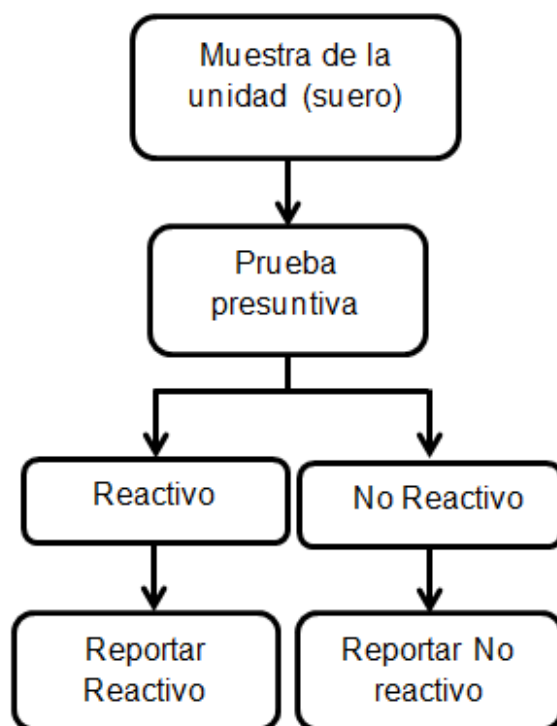 Muestra de la
unidad (suero)
Prueba
presuntiva
Reactivo
No Reactivo
Reportar
Reactivo
Reportar No
reactivo